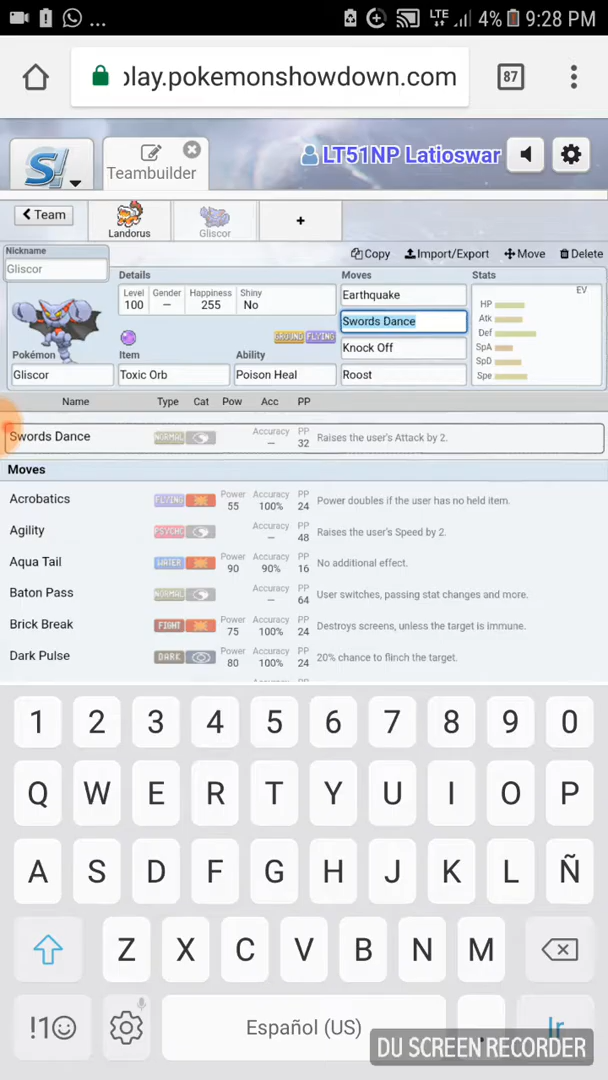 ... LTE 4% 9:28 PM
play.pokemonshowdown.com 87
Teambuilder LT51NP Latioswar
Team Landorus Gliscor +
Copy Import/Export Move Delete
Nickname
Gliscor
Details Moves Stats
Level Gender Happiness Shiny
100 — 255 No
Earthquake
Swords Dance
Knock Off
Roost
EV
HP
Atk
Def
SpA
SpD
Spe
GROUND FLYING
Pokémon Item Ability
Gliscor Toxic Orb Poison Heal
Name Type Cat Pow Acc PP
Swords Dance NORMAL Accuracy — PP 32 Raises the user's Attack by 2.
Moves
Acrobatics FLYING Power 55 Accuracy 100% PP 24 Power doubles if the user has no held item.
Agility PSYCHC Accuracy — PP 48 Raises the user's Speed by 2.
Aqua Tail WATER Power 90 Accuracy 90% PP 16 No additional effect.
Baton Pass NORMAL Accuracy — PP 64 User switches, passing stat changes and more.
Brick Break FIGHT Power 75 Accuracy 100% PP 24 Destroys screens, unless the target is immune.
Dark Pulse DARK Power 80 Accuracy 100% PP 24 20% chance to flinch the target.
1 2 3 4 5 6 7 8 9 0
Q W E R T Y U I O P
A S D F G H J K L Ñ
Z X C V B N M
!1☺ Español (US) . Ir
DU SCREEN RECORDER